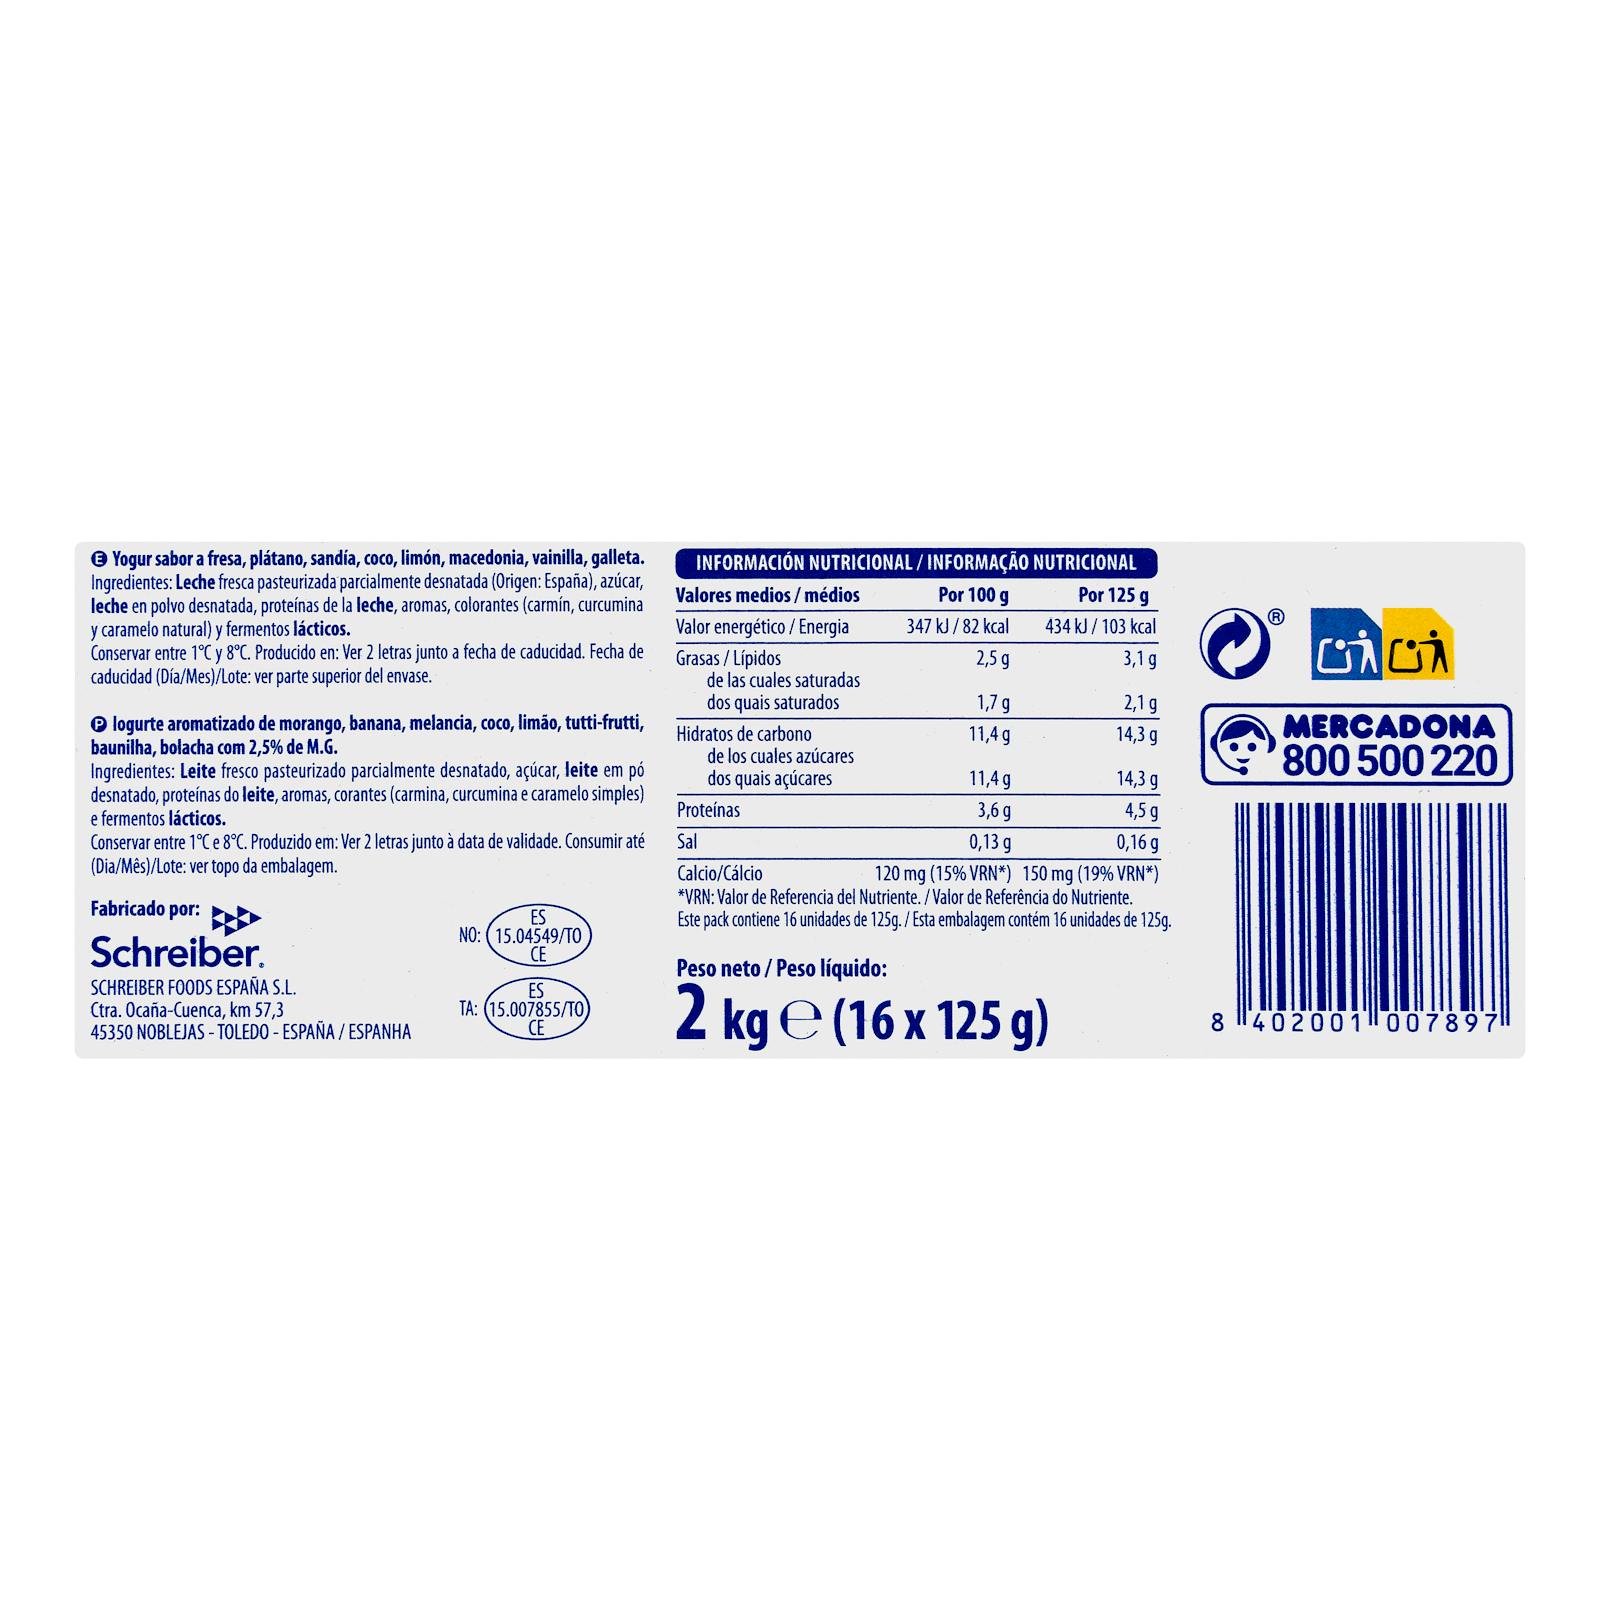 E Yogur sabor a fresa, plátano, sandía, coco, limón, macedonia, vainilla, galleta.
Ingredientes: Leche fresca pasteurizada parcialmente desnatada (Origen: España), azúcar,
leche en polvo desnatada, proteínas de la leche, aromas, colorantes (carmín, curcumina
y caramelo natural) y fermentos lácticos.
Conservar entre 1°C y 8°C. Producido en: Ver 2 letras junto a fecha de caducidad. Fecha de
caducidad (Día/Mes)/Lote: ver parte superior del envase.
P Iogurte aromatizado de morango, banana, melancia, coco, limão, tutti-frutti,
baunilha, bolacha com 2,5% de M.G.
Ingredientes: Leite fresco pasteurizado parcialmente desnatado, açúcar, leite em pó
desnatado, proteínas do leite, aromas, corantes (carmina, curcumina e caramelo simples)
e fermentos lácticos.
Conservar entre 1°C e 8°C. Produzido em: Ver 2 letras junto à data de validade. Consumir até
(Dia/Mês)/Lote: ver topo da embalagem.
Fabricado por:
Schreiber.
SCHREIBER FOODS ESPAÑA S.L.
Ctra. Ocaña-Cuenca, km 57,3
45350 NOBLEJAS - TOLEDO - ESPAÑA / ESPANHA
ES
NO: 15.04549/TO
CE
ES
TA: 15.007855/TO
CE
INFORMACIÓN NUTRICIONAL / INFORMAÇÃO NUTRICIONAL
Valores medios / médios Por 100 g Por 125 g
Valor energético / Energia 347 kJ / 82 kcal 434 kJ / 103 kcal
Grasas / Lípidos 2,5 g 3,1 g
de las cuales saturadas
dos quais saturados 1,7 g 2,1 g
Hidratos de carbono 11,4 g 14,3 g
de los cuales azúcares
dos quais açúcares 11,4 g 14,3 g
Proteínas 3,6 g 4,5 g
Sal 0,13 g 0,16 g
Calcio/Cálcio 120 mg (15% VRN*) 150 mg (19% VRN*)
*VRN: Valor de Referencia del Nutriente. / Valor de Referência do Nutriente.
Este pack contiene 16 unidades de 125g. / Esta embalagem contém 16 unidades de 125g.
Peso neto / Peso líquido:
2 kg e (16 x 125 g)
®
MERCADONA
800 500 220
8 402001 007897